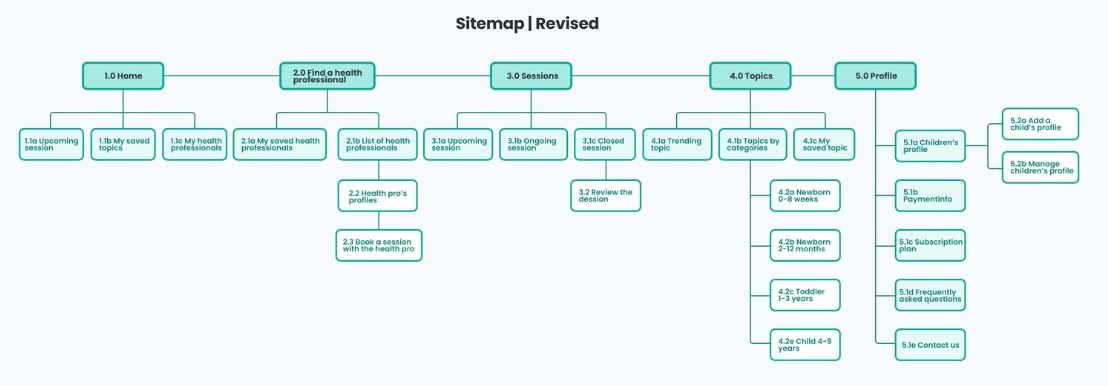 Sitemap | Revised
1.0 Home
2.0 Find a health
professional
3.0 Sessions
4.0 Topics
5.0 Profile
1.1a Upcoming
session
1.1b My saved
topics
1.1c My health
professionals
2.1a My saved health
professionals
2.1b List of health
professionals
3.1a Upcoming
session
3.1b Ongoing
session
3.1c Closed
session
4.1a Trending
topic
4.1b Topics by
categories
4.1c My
saved topic
5.1a Children's
profile
5.2a Add a
child's profile
5.2b Manage
children's profile
2.2 Health pro's
profiles
3.2 Review the
dession
4.2a Newborn
0-8 weeks
5.1b
Paymentinfo
2.3 Book a session
with the health pro
4.2b Newborn
2-12 months
5.1c Subscription
plan
4.2c Toddler
1-3 years
5.1d Frequently
asked questions
4.2e Child 4-9
years
5.1e Contact us